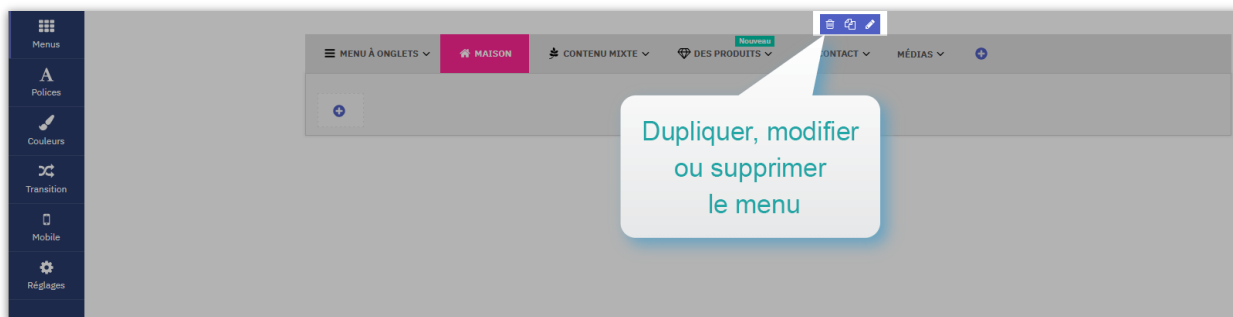 Menus
Polices
Couleurs
Transition
Mobile
Réglages
Nouveau
MENU À ONGLETS
MAISON
CONTENU MIXTE
DES PRODUITS
CONTACT
MÉDIAS
Dupliquer, modifier
ou supprimer
le menu